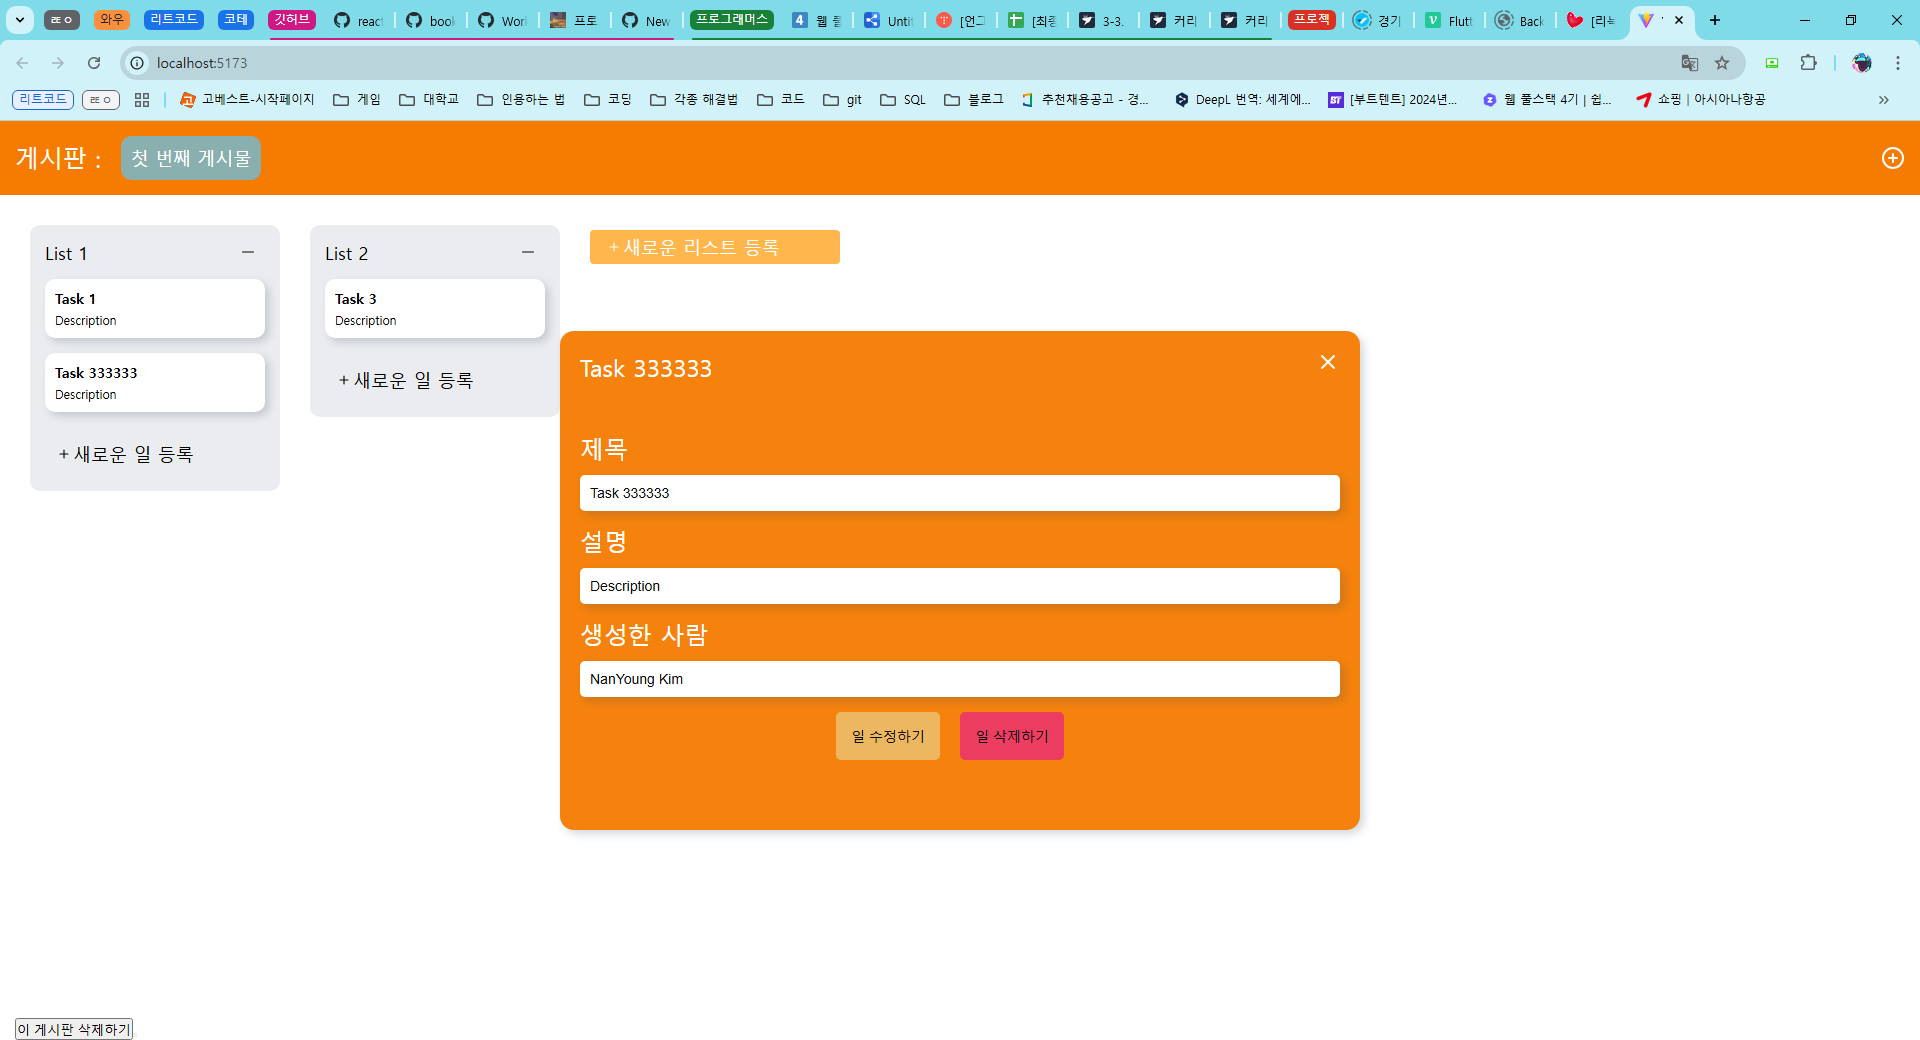 ㄹㅇ 와우 리트코드 코테 깃허브 react book Work 프로 New 프로그래머스 웹 풀 Unti [언그 [최종 3-3. 커리 커리 프로젝 경기 Flutt Back [리눅
localhost:5173
리트코드 ㄹㅇ 고베스트-시작페이지 게임 대학교 인용하는 법 코딩 각종 해결법 코드 git SQL 블로그 추천채용공고 - 경... DeepL 번역: 세계에... [부트텐트] 2024년... 웹 풀스택 4기 | 쉽... 쇼핑 | 아시아나항공 »
게시판 : 첫 번째 게시물
List 1
Task 1
Description
Task 333333
Description
+ 새로운 일 등록
List 2
Task 3
Description
+ 새로운 일 등록
+ 새로운 리스트 등록
Task 333333
제목
Task 333333
설명
Description
생성한 사람
NanYoung Kim
일 수정하기 일 삭제하기
이 게시판 삭제하기